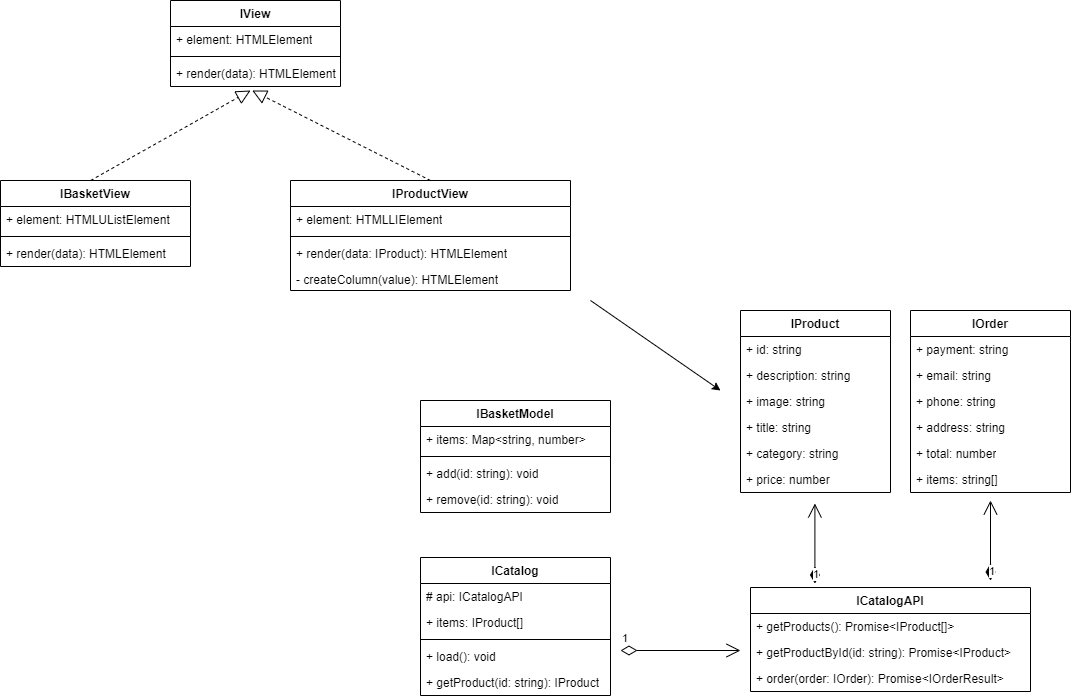 IView
+ element: HTMLElement
+ render(data): HTMLElement
IBasketView
+ element: HTMLUListElement
+ render(data): HTMLElement
IProductView
+ element: HTMLLIElement
+ render(data: IProduct): HTMLElement
- createColumn(value): HTMLElement
IProduct
+ id: string
+ description: string
+ image: string
+ title: string
+ category: string
+ price: number
IOrder
+ payment: string
+ email: string
+ phone: string
+ address: string
+ total: number
+ items: string[]
IBasketModel
+ items: Map<string, number>
+ add(id: string): void
+ remove(id: string): void
ICatalog
# api: ICatalogAPI
+ items: IProduct[]
+ load(): void
+ getProduct(id: string): IProduct
1
1
1
ICatalogAPI
+ getProducts(): Promise<IProduct[]>
+ getProductById(id: string): Promise<IProduct>
+ order(order: IOrder): Promise<IOrderResult>